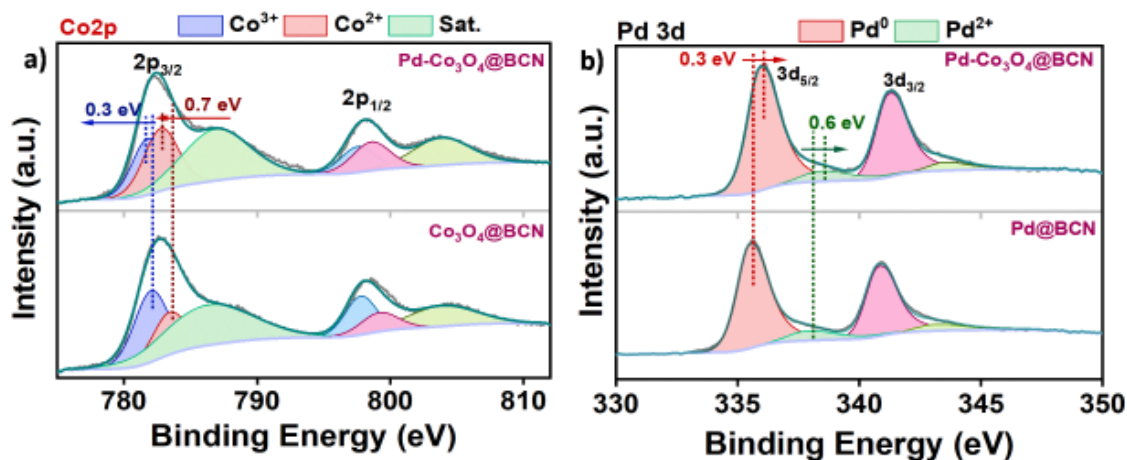 Co2p
Co³⁺ Co²⁺ Sat.
a)
2p₃/₂
Pd-Co₃O₄@BCN
0.3 eV
0.7 eV
2p₁/₂
Co₃O₄@BCN
Intensity (a.u.)
Intensity (a.u.)
780 790 800 810
Binding Energy (eV)
b)
Pd 3d
Pd⁰ Pd²⁺
Pd-Co₃O₄@BCN
0.3 eV
3d₅/₂
3d₃/₂
0.6 eV
Pd@BCN
Intensity (a.u.)
Intensity (a.u.)
330 335 340 345 350
Binding Energy (eV)